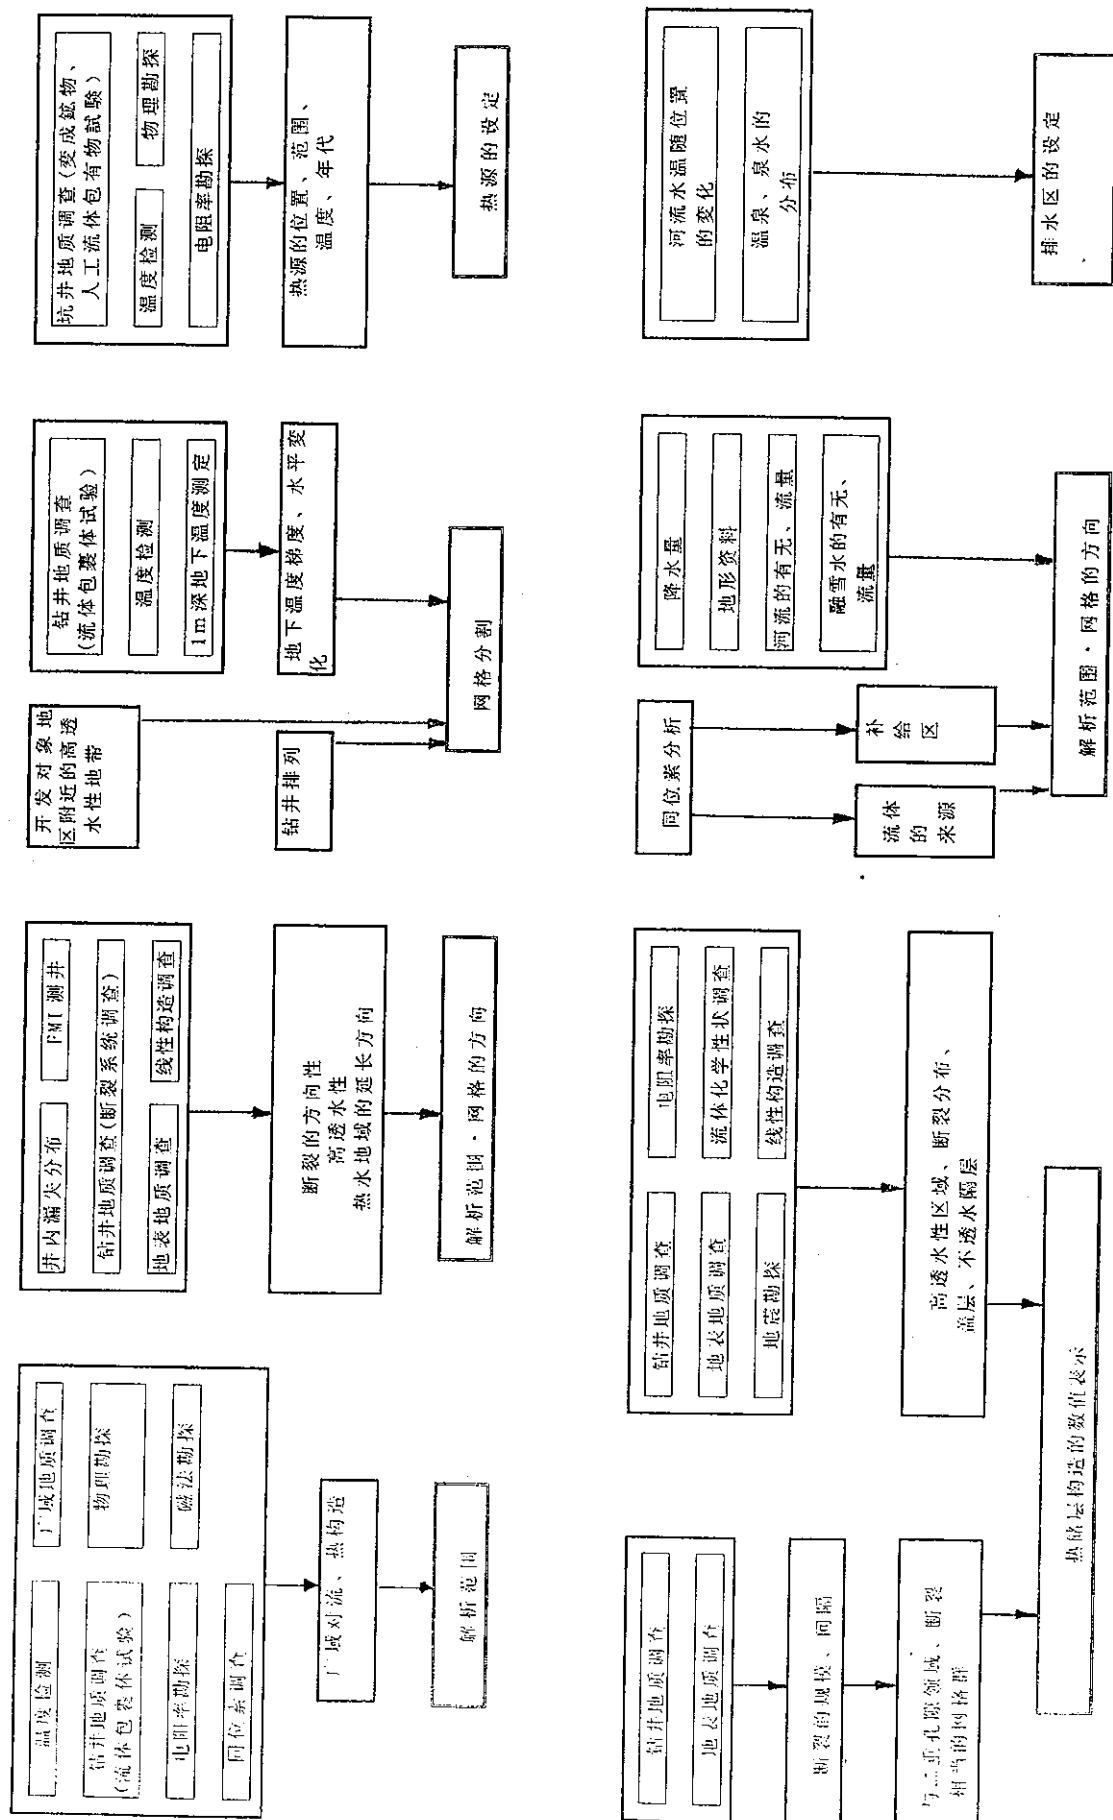 温度检测
广域地质调查
钻井地质调查
(流体包裹体试验)
物理勘探
电阻率勘探
磁法勘探
同位素调查
广域对流、热构造
解析范围
井内漏失分布
FMI测井
钻井地质调查(断裂系统调查)
地表地质调查
线性构造调查
断裂的方向性
高透水性
热水地域的延长方向
解析范围·网格的方向
开发对象地
区附近的高透
水性地带
钻井排列
钻井地质调查
(流体包裹体试验)
温度检测
1m深地下温度测定
地下温度梯度、水平变
化
网格分割
坑井地质调查(变成鉱物、
人工流体包有物試験)
温度检测
物理勘探
电阻率勘探
热源的位置、范围、
温度、年代
热源的设定
钻井地质调查
地表地质调查
断裂的规模、间隔
与二重孔隙领域、断裂
相当的网格群
钻井地质调查
电阻率勘探
地表地质调查
流体化学性状调查
地震勘探
线性构造调查
高透水性区域、断裂分布、
盖层、不透水隔层
热储层构造的数值表示
同位素分析
流体
的
来源
补
给
区
降水量
地形资料
河流的有无、流量
融雪水的有无、
流量
解析范围·网格的方向
河流水温随位置
的变化
温泉、泉水的
分布
排水区的设定